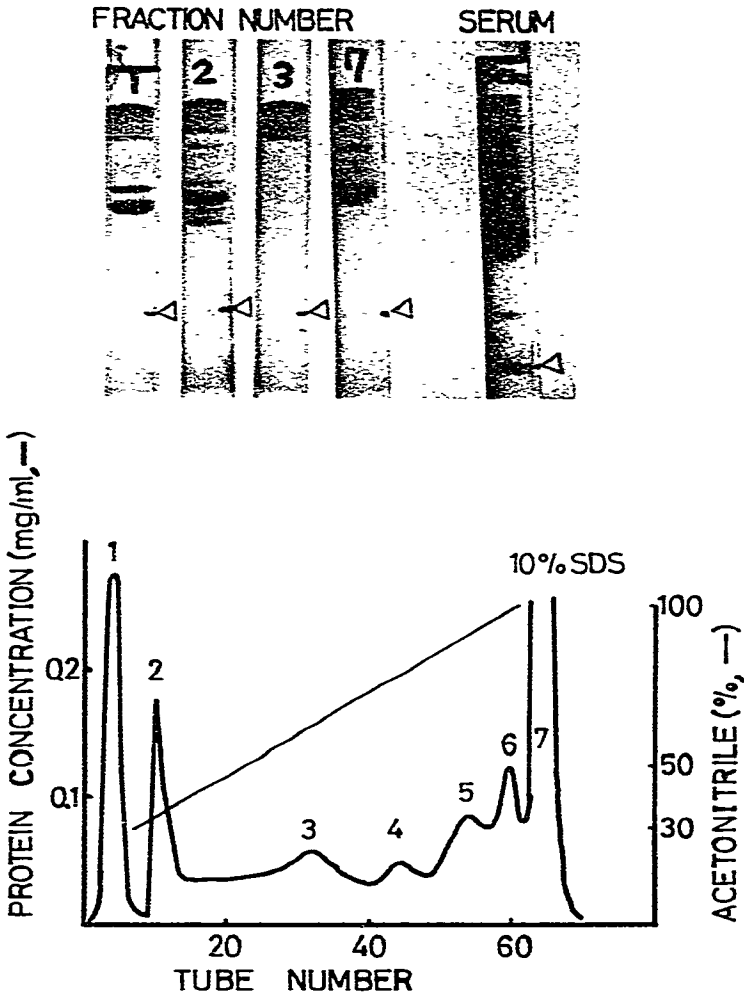 FRACTION NUMBER SERUM
1 2 3 7
PROTEIN CONCENTRATION (mg/ml, —)
0.2
0.1
1
2
3
4
5
6
7
10% SDS
100
50
30
ACETONITRILE (%, —)
20 40 60
TUBE NUMBER